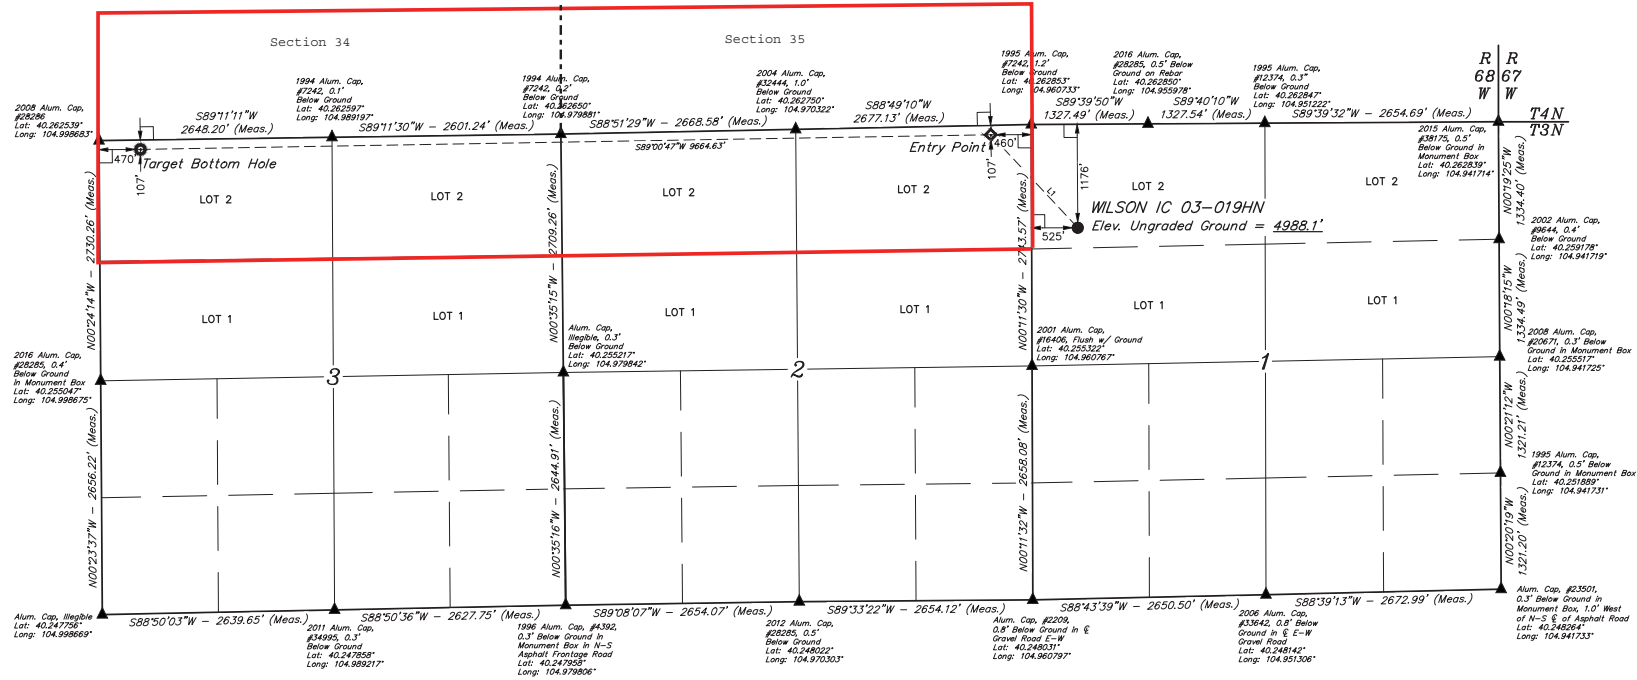 Section 34
Section 35
2008 Alum. Cap,
#28286
Lat: 40.262539°
Long: 104.998683°
S89°11'11"W
2648.20' (Meas.)
1994 Alum. Cap,
#7242, 0.1'
Below Ground
Lat: 40.262597°
Long: 104.989197°
S89°11'30"W - 2601.24' (Meas.)
1994 Alum. Cap,
#7242, 0.2'
Below Ground
Lat: 40.262650°
Long: 104.979881°
S88°51'29"W - 2668.58' (Meas.)
2004 Alum. Cap,
#32444, 1.0'
Below Ground
Lat: 40.262750°
Long: 104.970322°
S88°49'10"W
2677.13' (Meas.)
1995 Alum. Cap,
#7242, 1.2'
Below Ground
Lat: 40.262853°
Long: 104.960733°
S89°39'50"W
1327.49' (Meas.)
2016 Alum. Cap,
#28285, 0.5' Below
Ground on Rebar
Lat: 40.262850°
Long: 104.955978°
S89°40'10"W
1327.54' (Meas.)
1995 Alum. Cap,
#12374, 0.3"
Below Ground
Lat: 40.262847°
Long: 104.951222°
S89°39'32"W - 2654.69' (Meas.)
R R
68 67
W W
T4N
T3N
2015 Alum. Cap,
#38175, 0.5'
Below Ground in
Monument Box
Lat: 40.262839°
Long: 104.941714°
470'
107'
Target Bottom Hole
S89°00'47"W 9664.63'
Entry Point
460'
107'
L1
1176'
525'
WILSON IC 03-019HN
Elev. Ungraded Ground = 4988.1'
LOT 2
LOT 2
LOT 2
LOT 2
LOT 2
LOT 2
N00°24'14"W - 2730.26' (Meas.)
N00°35'15"W - 2709.26' (Meas.)
N00°11'30"W - 2743.57' (Meas.)
N00°19'25"W
1334.40' (Meas.)
2002 Alum. Cap,
#9644, 0.4'
Below Ground
Lat: 40.259178°
Long: 104.941719°
LOT 1
LOT 1
LOT 1
LOT 1
LOT 1
LOT 1
N00°18'15"W
1334.49' (Meas.)
2016 Alum. Cap,
#28285, 0.4'
Below Ground
in Monument Box
Lat: 40.255047°
Long: 104.998675°
Alum. Cap,
Illegible, 0.3'
Below Ground
Lat: 40.255217°
Long: 104.979842°
2001 Alum. Cap,
#16406, Flush w/ Ground
Lat: 40.255322°
Long: 104.960767°
2008 Alum. Cap,
#20671, 0.3' Below
Ground in Monument Box
Lat: 40.255517°
Long: 104.941725°
3
2
1
N00°23'37"W - 2656.22' (Meas.)
N00°35'16"W - 2644.91' (Meas.)
N00°11'32"W - 2658.08' (Meas.)
N00°21'12"W
1321.21' (Meas.)
1995 Alum. Cap,
#12374, 0.5' Below
Ground in Monument Box
Lat: 40.251889°
Long: 104.941731°
N00°20'19"W
1321.20' (Meas.)
Alum. Cap, Illegible
Lat: 40.247756°
Long: 104.998669°
S88°50'03"W - 2639.65' (Meas.)
2011 Alum. Cap,
#34995, 0.3'
Below Ground
Lat: 40.247858°
Long: 104.989217°
S88°50'36"W - 2627.75' (Meas.)
1996 Alum. Cap, #4392,
0.3' Below Ground in
Monument Box in N-S
Asphalt Frontage Road
Lat: 40.247958°
Long: 104.979806°
S89°08'07"W - 2654.07' (Meas.)
2012 Alum. Cap,
#28285, 0.5'
Below Ground
Lat: 40.248022°
Long: 104.970303°
S89°33'22"W - 2654.12' (Meas.)
Alum. Cap, #2209,
0.8' Below Ground in ℄
Gravel Road E-W
Lat: 40.248031°
Long: 104.960797°
S88°43'39"W - 2650.50' (Meas.)
2006 Alum. Cap,
#33642, 0.8' Below
Ground in ℄ E-W
Gravel Road
Lat: 40.248142°
Long: 104.951306°
S88°39'13"W - 2672.99' (Meas.)
Alum. Cap, #23501,
0.3' Below Ground in
Monument Box, 1.0' West
of N-S ℄ of Asphalt Road
Lat: 40.248264°
Long: 104.941733°